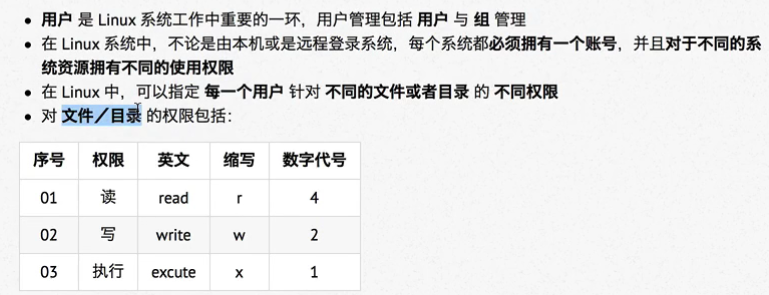 用户 是 Linux 系统工作中重要的一环，用户管理包括 用户 与 组 管理
在 Linux 系统中，不论是由本机或是远程登录系统，每个系统都必须拥有一个账号，并且对于不同的系
统资源拥有不同的使用权限
在 Linux 中，可以指定 每一个用户 针对 不同的文件或者目录 的 不同权限
对 文件／目录 的权限包括：
序号 权限 英文 缩写 数字代号
01 读 read r 4
02 写 write w 2
03 执行 excute x 1